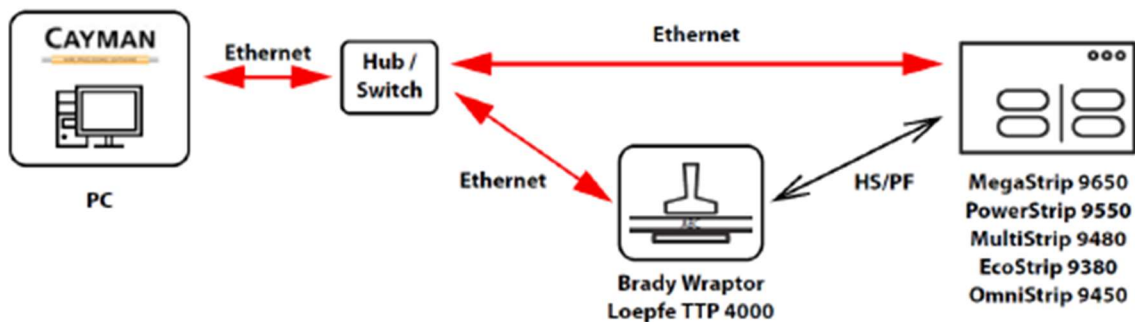 CAYMAN
Ethernet
Hub /
Switch
Ethernet
Ethernet
HS/PF
ABC
PC
Brady Wraptor
Loepfe TTP 4000
MegaStrip 9650
PowerStrip 9550
MultiStrip 9480
EcoStrip 9380
OmniStrip 9450